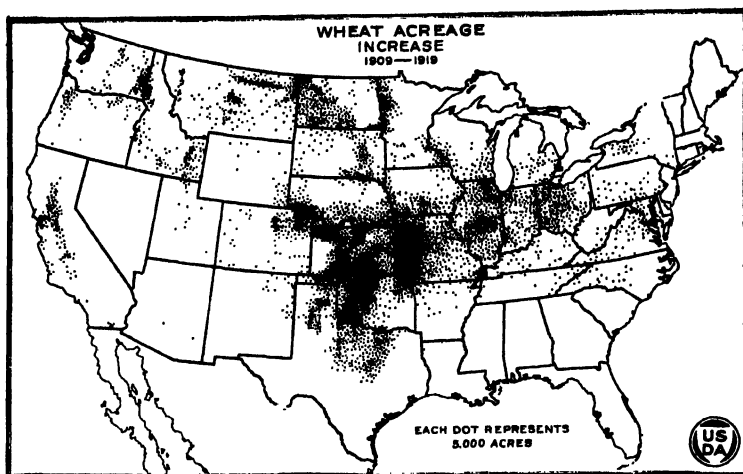 WHEAT ACREAGE
INCREASE
1909—1919
EACH DOT REPRESENTS
5,000 ACRES
US
DA